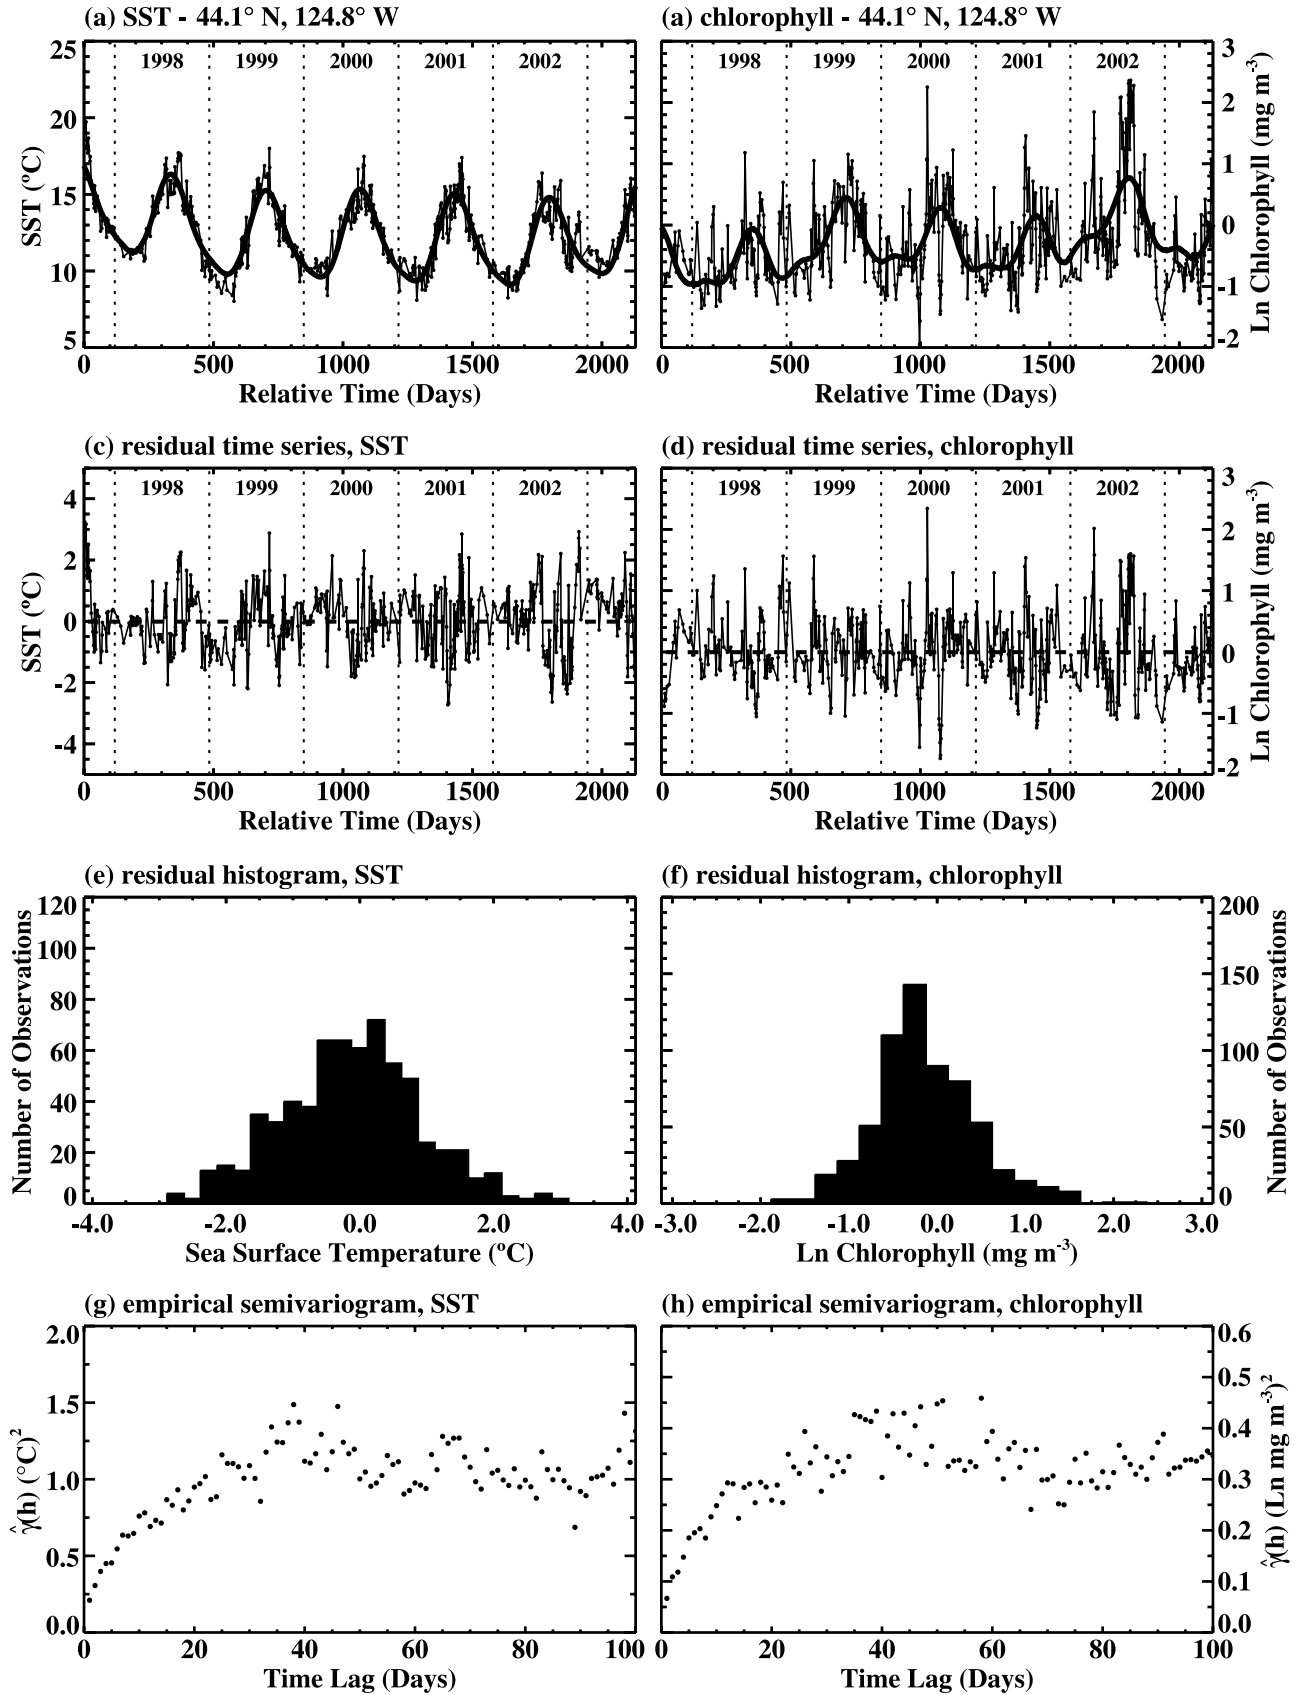 (a) SST - 44.1° N, 124.8° W
25
20
15
10
5
SST (°C)
1998 1999 2000 2001 2002
0 500 1000 1500 2000
Relative Time (Days)
(a) chlorophyll - 44.1° N, 124.8° W
1998 1999 2000 2001 2002
3
2
1
0
-1
-2
Ln Chlorophyll (mg m-3)
0 500 1000 1500 2000
Relative Time (Days)
(c) residual time series, SST
4
2
0
-2
-4
SST (°C)
1998 1999 2000 2001 2002
0 500 1000 1500 2000
Relative Time (Days)
(d) residual time series, chlorophyll
1998 1999 2000 2001 2002
3
2
1
0
-1
-2
Ln Chlorophyll (mg m-3)
0 500 1000 1500 2000
Relative Time (Days)
(e) residual histogram, SST
120
100
80
60
40
20
0
Number of Observations
-4.0 -2.0 0.0 2.0 4.0
Sea Surface Temperature (°C)
(f) residual histogram, chlorophyll
200
150
100
50
0
Number of Observations
-3.0 -2.0 -1.0 0.0 1.0 2.0 3.0
Ln Chlorophyll (mg m-3)
(g) empirical semivariogram, SST
2.0
1.5
1.0
0.5
0.0
γ̂(h) (°C)2
0 20 40 60 80 100
Time Lag (Days)
(h) empirical semivariogram, chlorophyll
0.6
0.5
0.4
0.3
0.2
0.1
0.0
γ̂(h) (Ln mg m-3)2
0 20 40 60 80 100
Time Lag (Days)